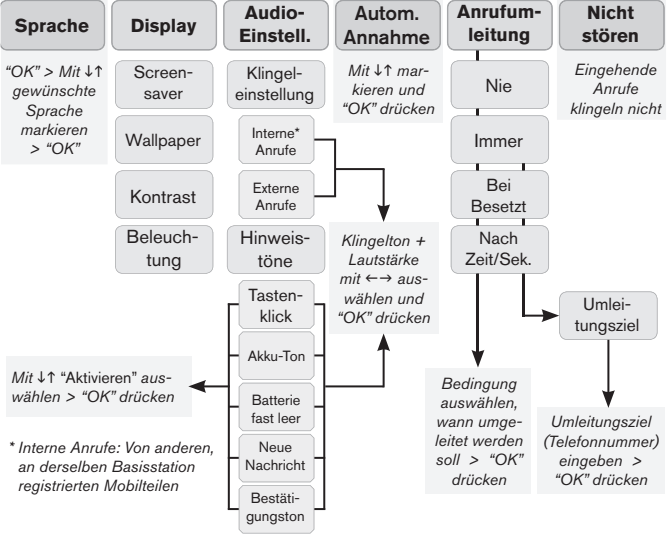 Sprache
"OK" > Mit ↓↑
gewünschte
Sprache
markieren
> "OK"
Display
Screen-
saver
Wallpaper
Kontrast
Beleuch-
tung
Audio-
Einstell.
Klingel-
einstellung
Interne*
Anrufe
Externe
Anrufe
Hinweis-
töne
Tasten-
klick
Akku-Ton
Batterie
fast leer
Neue
Nachricht
Bestäti-
gungston
Mit ↓↑ "Aktivieren" aus-
wählen > "OK" drücken
* Interne Anrufe: Von anderen,
an derselben Basisstation
registrierten Mobilteilen
Autom.
Annahme
Mit ↓↑ mar-
kieren und
"OK" drücken
Klingelton +
Lautstärke
mit ←→ aus-
wählen und
"OK" drücken
Anrufum-
leitung
Nie
Immer
Bei
Besetzt
Nach
Zeit/Sek.
Bedingung
auswählen,
wann umge-
leitet werden
soll > "OK"
drücken
Nicht
stören
Eingehende
Anrufe
klingeln nicht
Umlei-
tungsziel
Umleitungsziel
(Telefonnummer)
eingeben >
"OK" drücken